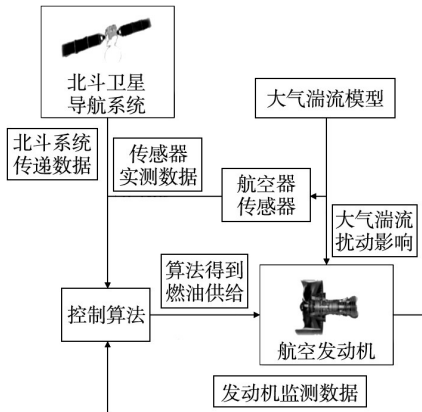 北斗卫星
导航系统
大气湍流模型
北斗系统
传递数据
传感器
实测数据
航空器
传感器
大气湍流
扰动影响
算法得到
燃油供给
控制算法
航空发动机
发动机监测数据